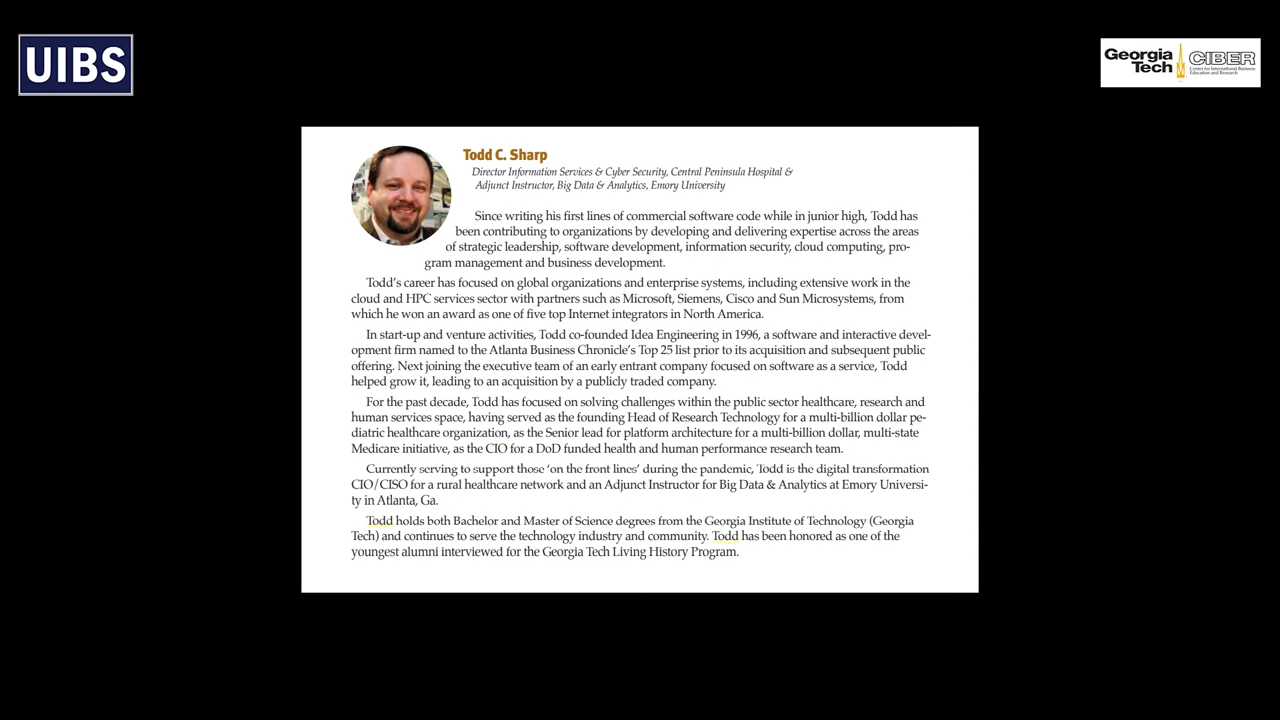 UIBS
Georgia
Tech
CIBER
Center for International Business
Education and Research
Todd C. Sharp
Director Information Services & Cyber Security, Central Peninsula Hospital &
Adjunct Instructor, Big Data & Analytics, Emory University
Since writing his first lines of commercial software code while in junior high, Todd has
been contributing to organizations by developing and delivering expertise across the areas
of strategic leadership, software development, information security, cloud computing, pro-
gram management and business development.
Todd's career has focused on global organizations and enterprise systems, including extensive work in the
cloud and HPC services sector with partners such as Microsoft, Siemens, Cisco and Sun Microsystems, from
which he won an award as one of five top Internet integrators in North America.
In start-up and venture activities, Todd co-founded Idea Engineering in 1996, a software and interactive devel-
opment firm named to the Atlanta Business Chronicle's Top 25 list prior to its acquisition and subsequent public
offering. Next joining the executive team of an early entrant company focused on software as a service, Todd
helped grow it, leading to an acquisition by a publicly traded company.
For the past decade, Todd has focused on solving challenges within the public sector healthcare, research and
human services space, having served as the founding Head of Research Technology for a multi-billion dollar pe-
diatric healthcare organization, as the Senior lead for platform architecture for a multi-billion dollar, multi-state
Medicare initiative, as the CIO for a DoD funded health and human performance research team.
Currently serving to support those 'on the front lines' during the pandemic, Todd is the digital transformation
CIO/CISO for a rural healthcare network and an Adjunct Instructor for Big Data & Analytics at Emory Universi-
ty in Atlanta, Ga.
Todd holds both Bachelor and Master of Science degrees from the Georgia Institute of Technology (Georgia
Tech) and continues to serve the technology industry and community. Todd has been honored as one of the
youngest alumni interviewed for the Georgia Tech Living History Program.